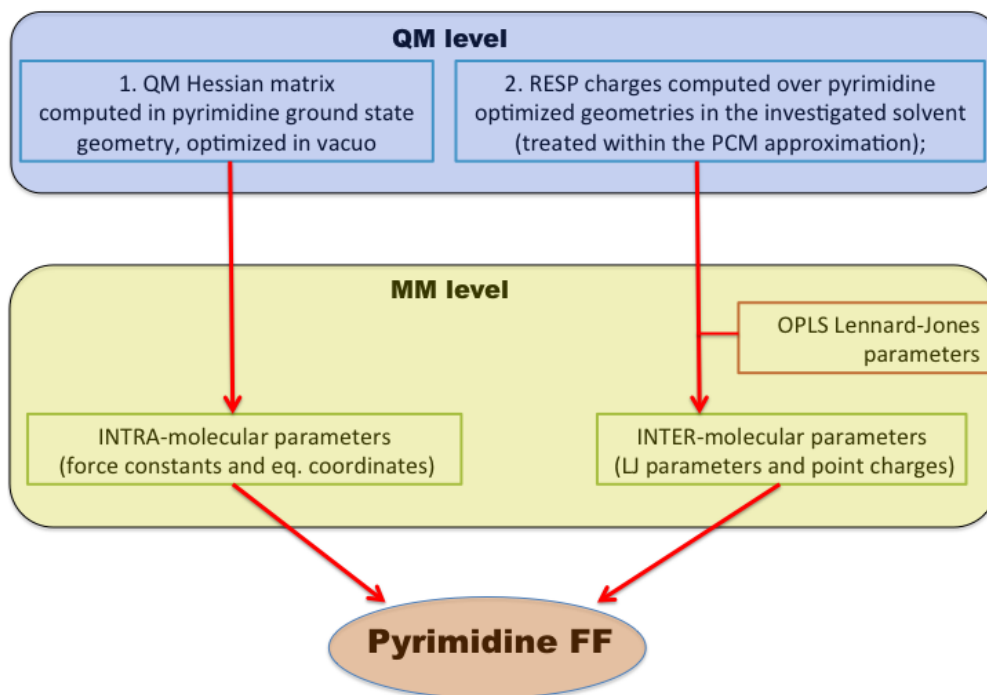 QM level
1. QM Hessian matrix
computed in pyrimidine ground state
geometry, optimized in vacuo
2. RESP charges computed over pyrimidine
optimized geometries in the investigated solvent
(treated within the PCM approximation);
MM level
OPLS Lennard-Jones
parameters
INTRA-molecular parameters
(force constants and eq. coordinates)
INTER-molecular parameters
(LJ parameters and point charges)
Pyrimidine FF